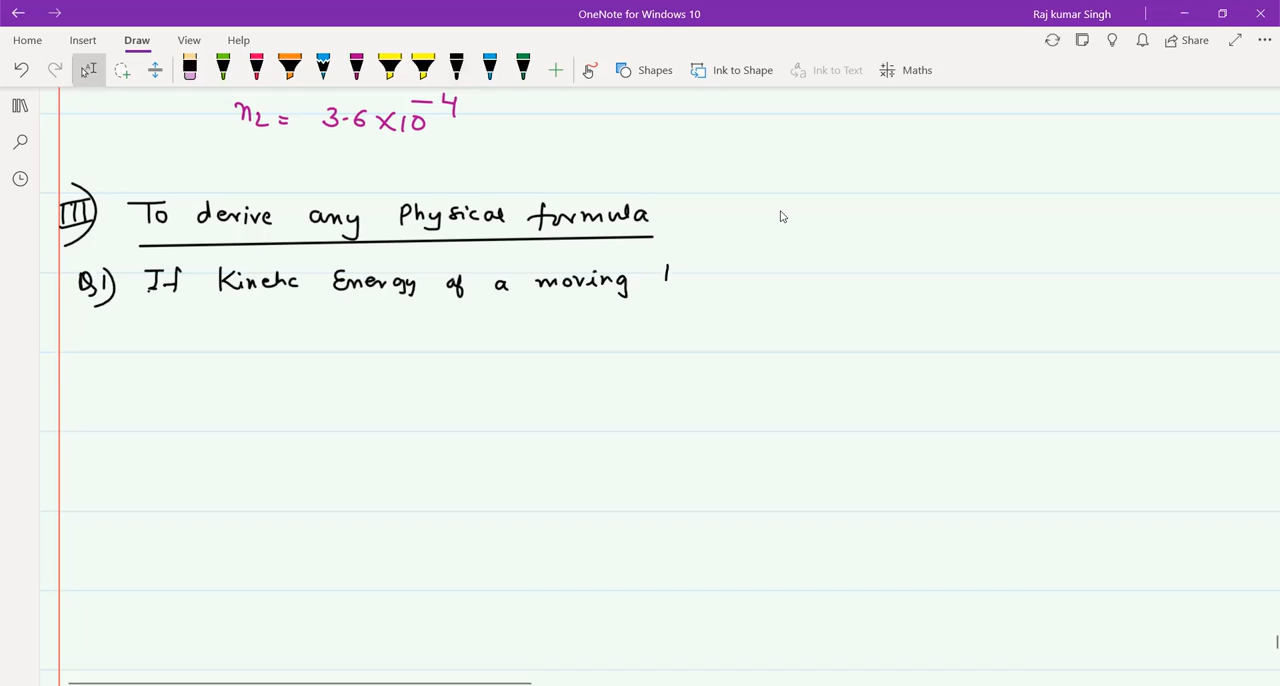 OneNote for Windows 10
Raj kumar Singh
Home Insert Draw View Help
Share
Shapes Ink to Shape Ink to Text Maths
n2 = 3.6 × 10^-4
III) To derive any Physical formula
Q1) If Kinetic Energy of a moving